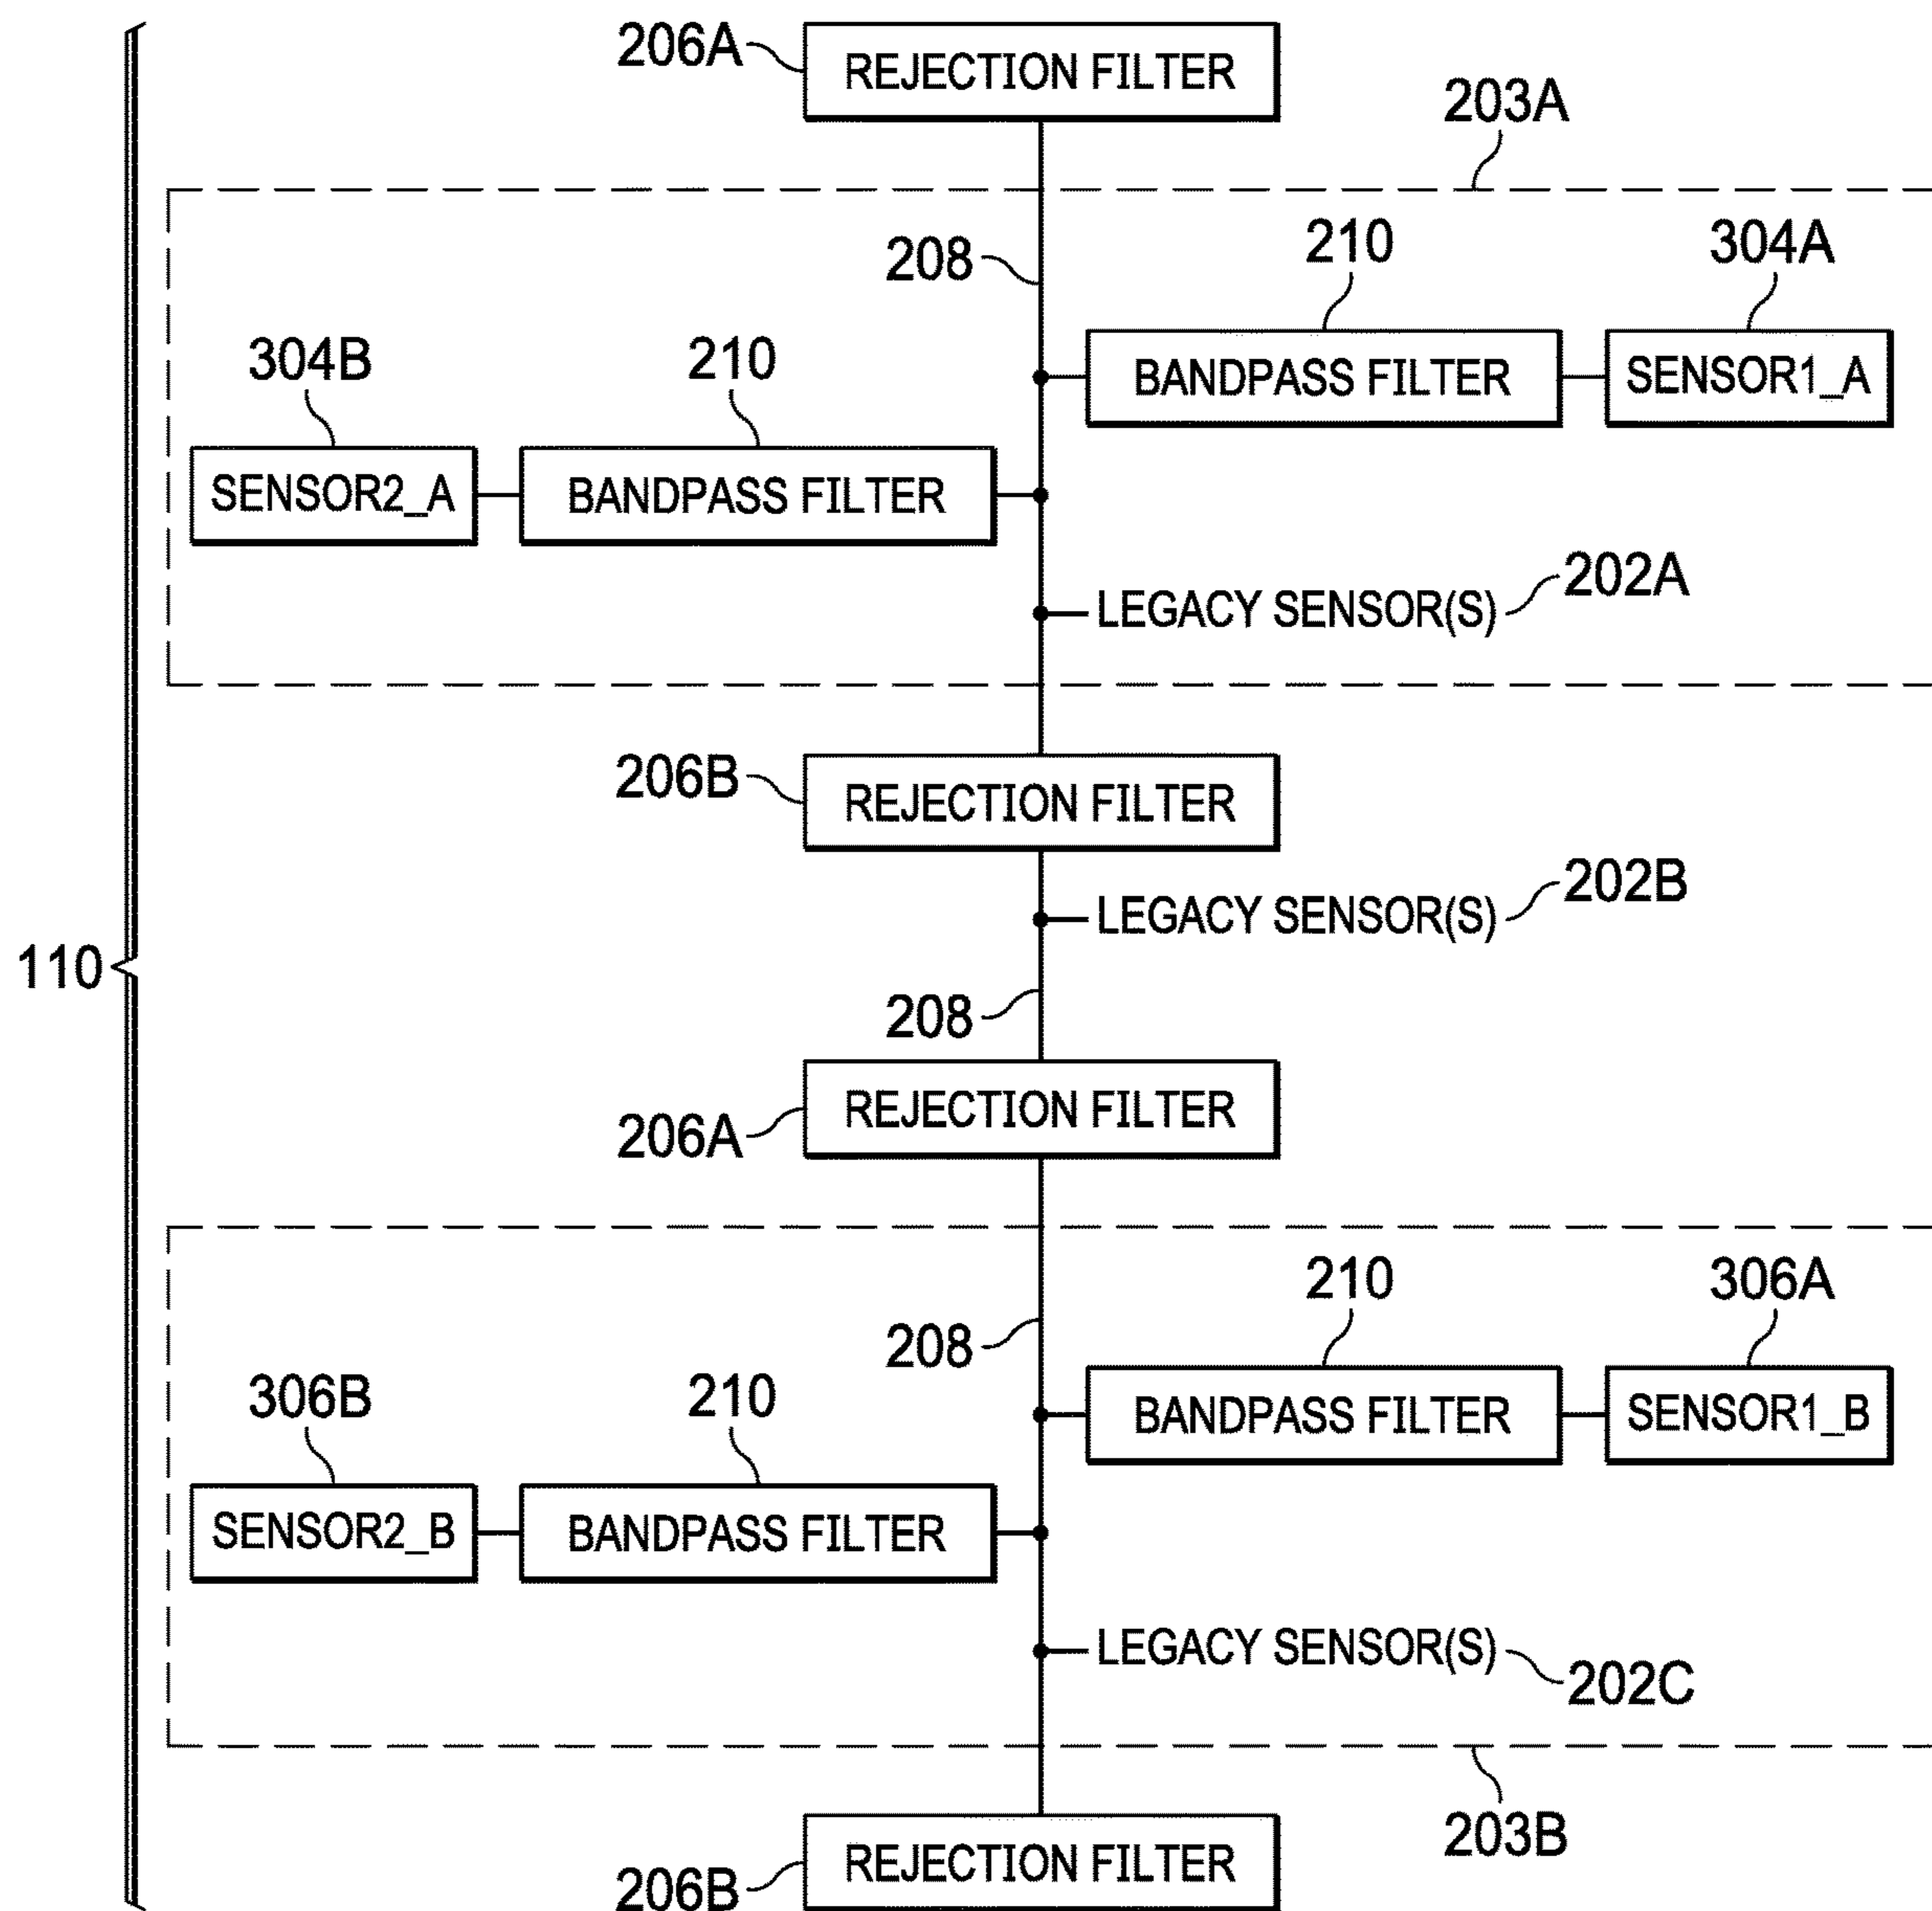 206A
REJECTION FILTER
203A
208
210
304A
304B
210
BANDPASS FILTER
SENSOR1_A
SENSOR2_A
BANDPASS FILTER
LEGACY SENSOR(S)
202A
206B
REJECTION FILTER
LEGACY SENSOR(S)
202B
110
208
206A
REJECTION FILTER
208
210
306A
306B
210
BANDPASS FILTER
SENSOR1_B
SENSOR2_B
BANDPASS FILTER
LEGACY SENSOR(S)
202C
203B
206B
REJECTION FILTER